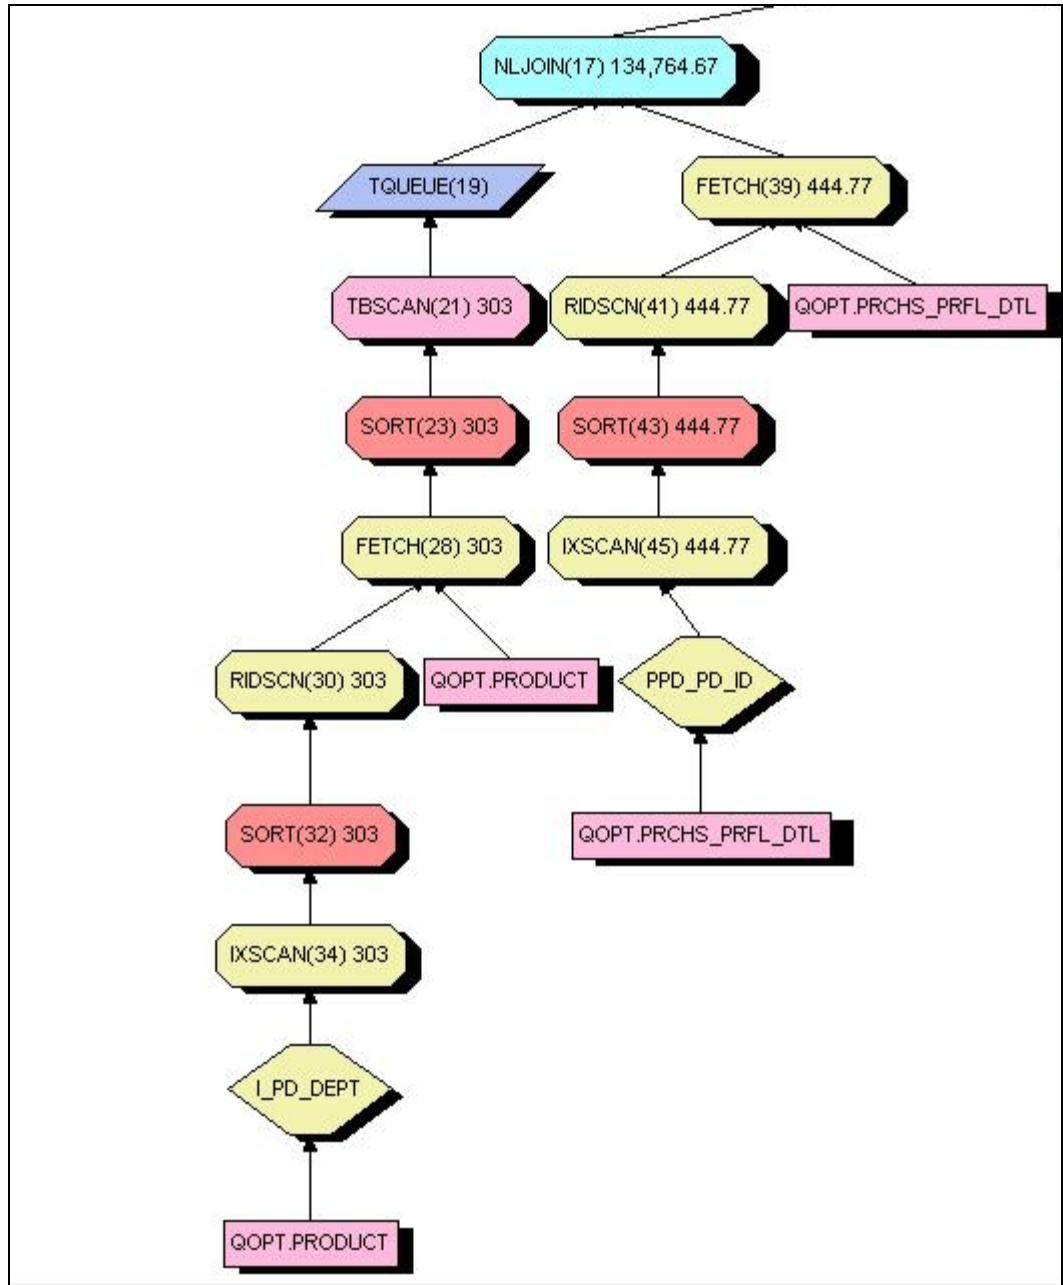 NLJOIN(17) 134,764.67
TQUEUE(19)
FETCH(39) 444.77
TBSCAN(21) 303
RIDSCN(41) 444.77
QOPT.PRCHS_PRFL_DTL
SORT(23) 303
SORT(43) 444.77
FETCH(28) 303
IXSCAN(45) 444.77
RIDSCN(30) 303
QOPT.PRODUCT
PPD_PD_ID
SORT(32) 303
QOPT.PRCHS_PRFL_DTL
IXSCAN(34) 303
I_PD_DEPT
QOPT.PRODUCT